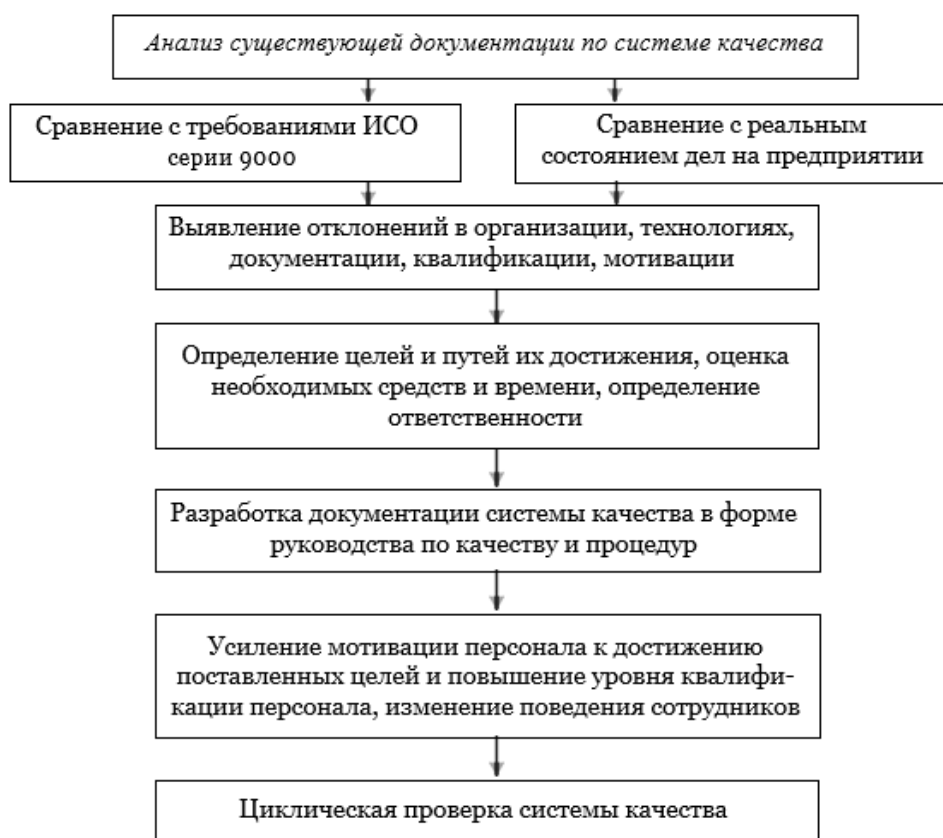 Анализ существующей документации по системе качества
Сравнение с требованиями ИСО
серии 9000
Сравнение с реальным
состоянием дел на предприятии
Выявление отклонений в организации, технологиях,
документации, квалификации, мотивации
Определение целей и путей их достижения, оценка
необходимых средств и времени, определение
ответственности
Разработка документации системы качества в форме
руководства по качеству и процедур
Усиление мотивации персонала к достижению
поставленных целей и повышение уровня квалифи-
кации персонала, изменение поведения сотрудников
Циклическая проверка системы качества